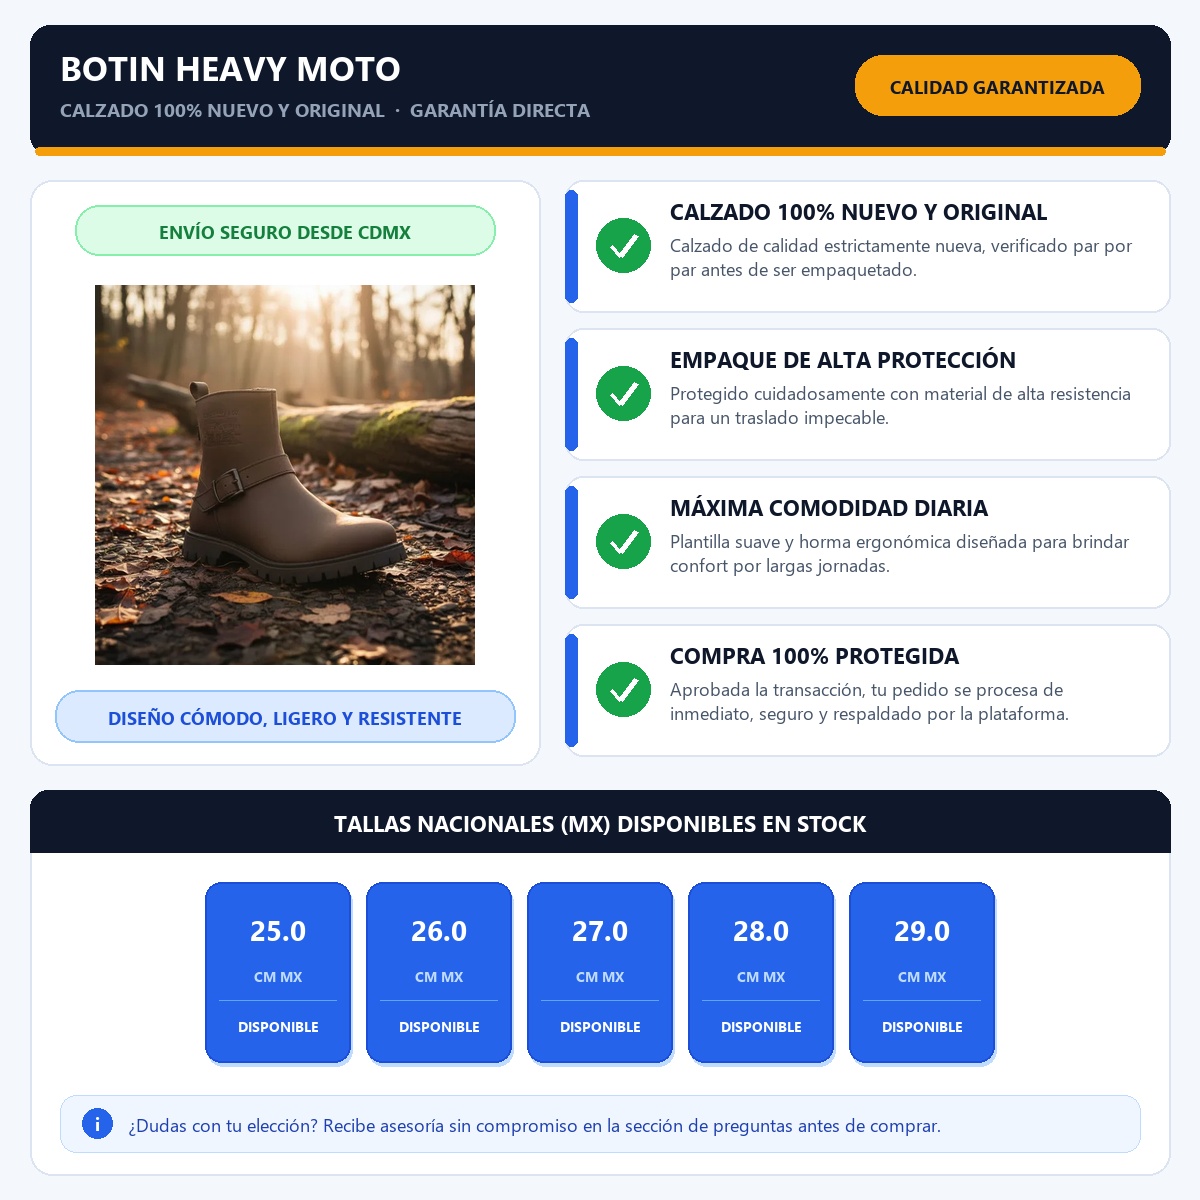 BOTIN HEAVY MOTO
CALZADO 100% NUEVO Y ORIGINAL · GARANTÍA DIRECTA
CALIDAD GARANTIZADA
ENVÍO SEGURO DESDE CDMX
DISEÑO CÓMODO, LIGERO Y RESISTENTE
CALZADO 100% NUEVO Y ORIGINAL
Calzado de calidad estrictamente nueva, verificado par por
par antes de ser empaquetado.
EMPAQUE DE ALTA PROTECCIÓN
Protegido cuidadosamente con material de alta resistencia
para un traslado impecable.
MÁXIMA COMODIDAD DIARIA
Plantilla suave y horma ergonómica diseñada para brindar
confort por largas jornadas.
COMPRA 100% PROTEGIDA
Aprobada la transacción, tu pedido se procesa de
inmediato, seguro y respaldado por la plataforma.
TALLAS NACIONALES (MX) DISPONIBLES EN STOCK
25.0
CM MX
DISPONIBLE
26.0
CM MX
DISPONIBLE
27.0
CM MX
DISPONIBLE
28.0
CM MX
DISPONIBLE
29.0
CM MX
DISPONIBLE
¿Dudas con tu elección? Recibe asesoría sin compromiso en la sección de preguntas antes de comprar.